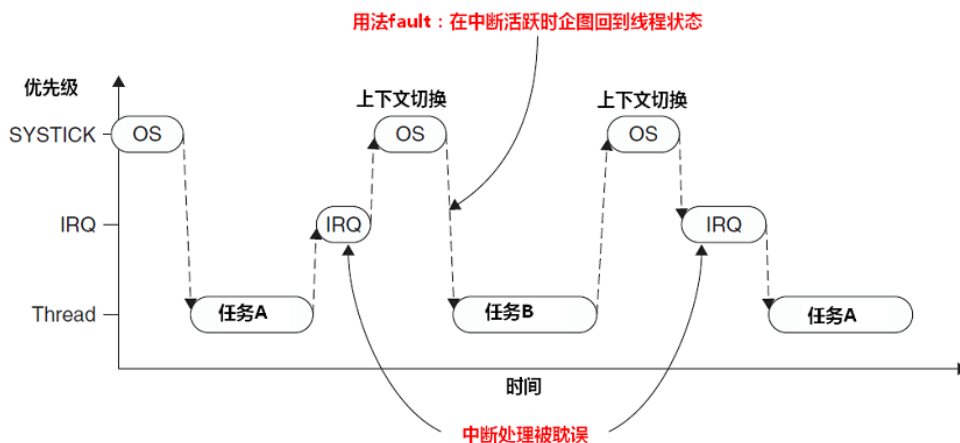 用法fault：在中断活跃时企图回到线程状态
优先级
上下文切换
上下文切换
SYSTICK
OS
OS
OS
IRQ
IRQ
IRQ
Thread
任务A
任务B
任务A
时间
中断处理被耽误